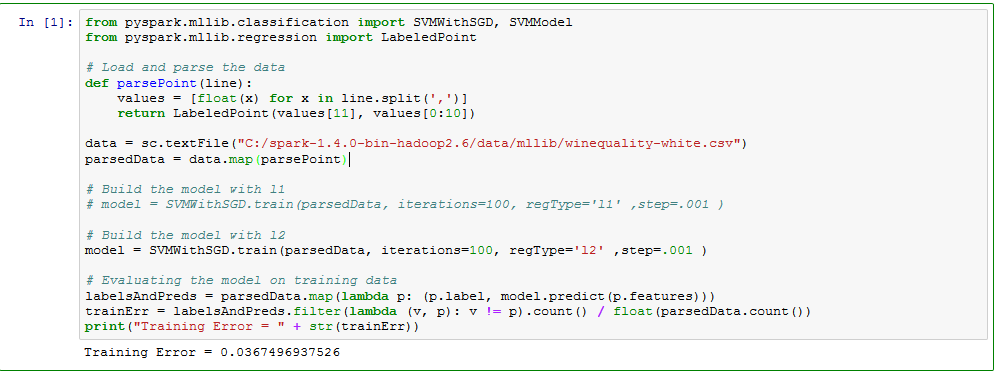 In [1]: from pyspark.mllib.classification import SVMWithSGD, SVMModel
from pyspark.mllib.regression import LabeledPoint

# Load and parse the data
def parsePoint(line):
    values = [float(x) for x in line.split(',')]
    return LabeledPoint(values[11], values[0:10])

data = sc.textFile("C:/spark-1.4.0-bin-hadoop2.6/data/mllib/winequality-white.csv")
parsedData = data.map(parsePoint)

# Build the model with l1
# model = SVMWithSGD.train(parsedData, iterations=100, regType='l1' ,step=.001 )

# Build the model with l2
model = SVMWithSGD.train(parsedData, iterations=100, regType='l2' ,step=.001 )

# Evaluating the model on training data
labelsAndPreds = parsedData.map(lambda p: (p.label, model.predict(p.features)))
trainErr = labelsAndPreds.filter(lambda (v, p): v != p).count() / float(parsedData.count())
print("Training Error = " + str(trainErr))

Training Error = 0.0367496937526